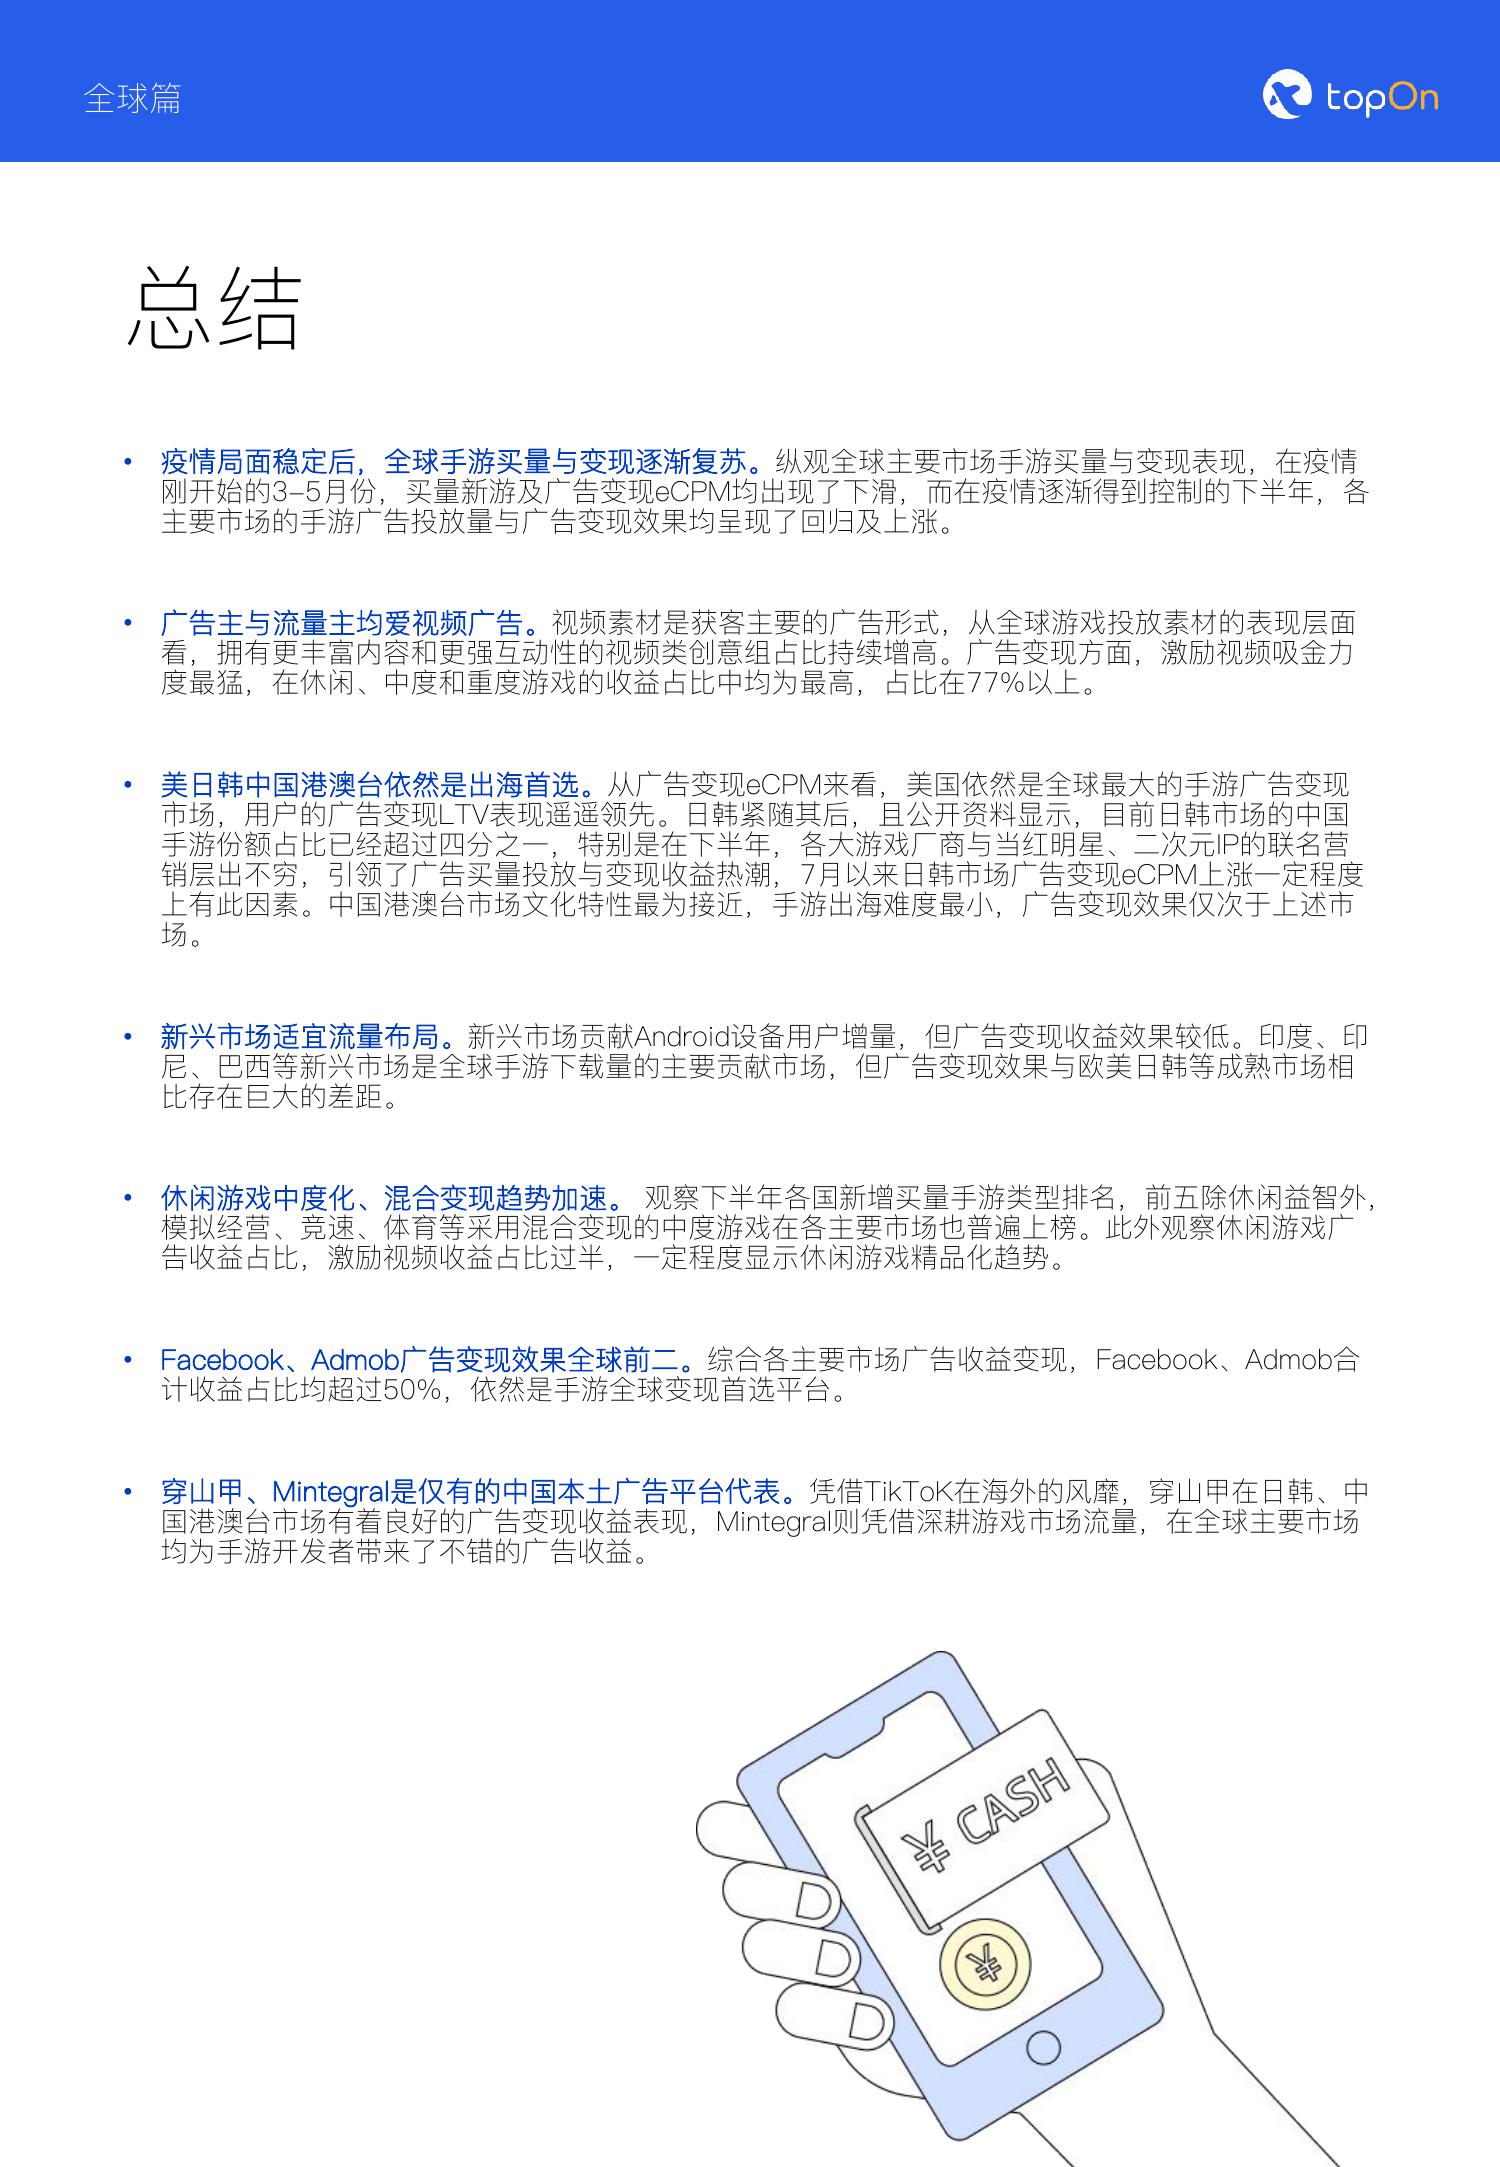 全球篇
topOn
总结
• 疫情局面稳定后，全球手游买量与变现逐渐复苏。纵观全球主要市场手游买量与变现表现，在疫情
刚开始的3-5月份，买量新游及广告变现eCPM均出现了下滑，而在疫情逐渐得到控制的下半年，各
主要市场的手游广告投放量与广告变现效果均呈现了回归及上涨。
• 广告主与流量主均爱视频广告。视频素材是获客主要的广告形式，从全球游戏投放素材的表现层面
看，拥有更丰富内容和更强互动性的视频类创意组占比持续增高。广告变现方面，激励视频吸金力
度最猛，在休闲、中度和重度游戏的收益占比中均为最高，占比在77%以上。
• 美日韩中国港澳台依然是出海首选。从广告变现eCPM来看，美国依然是全球最大的手游广告变现
市场，用户的广告变现LTV表现遥遥领先。日韩紧随其后，且公开资料显示，目前日韩市场的中国
手游份额占比已经超过四分之一，特别是在下半年，各大游戏厂商与当红明星、二次元IP的联名营
销层出不穷，引领了广告买量投放与变现收益热潮，7月以来日韩市场广告变现eCPM上涨一定程度
上有此因素。中国港澳台市场文化特性最为接近，手游出海难度最小，广告变现效果仅次于上述市
场。
• 新兴市场适宜流量布局。新兴市场贡献Android设备用户增量，但广告变现收益效果较低。印度、印
尼、巴西等新兴市场是全球手游下载量的主要贡献市场，但广告变现效果与欧美日韩等成熟市场相
比存在巨大的差距。
• 休闲游戏中度化、混合变现趋势加速。 观察下半年各国新增买量手游类型排名，前五除休闲益智外，
模拟经营、竞速、体育等采用混合变现的中度游戏在各主要市场也普遍上榜。此外观察休闲游戏广
告收益占比，激励视频收益占比过半，一定程度显示休闲游戏精品化趋势。
• Facebook、Admob广告变现效果全球前二。综合各主要市场广告收益变现，Facebook、Admob合
计收益占比均超过50%，依然是手游全球变现首选平台。
• 穿山甲、Mintegral是仅有的中国本土广告平台代表。凭借TikToK在海外的风靡，穿山甲在日韩、中
国港澳台市场有着良好的广告变现收益表现，Mintegral则凭借深耕游戏市场流量，在全球主要市场
均为手游开发者带来了不错的广告收益。
¥ CASH
¥